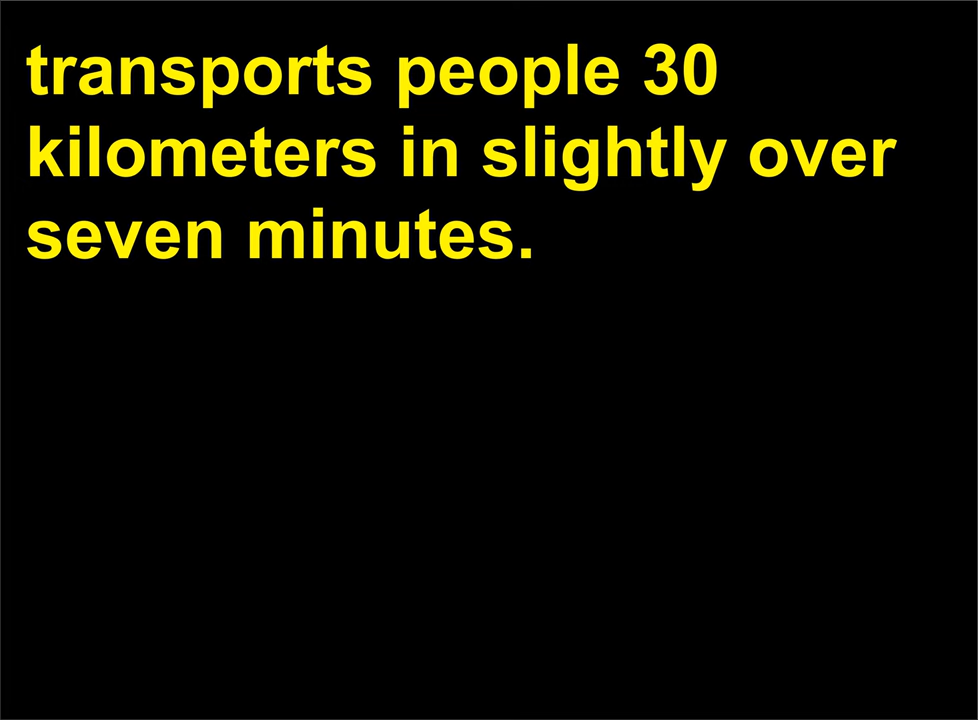 transports people 30
kilometers in slightly over
seven minutes.